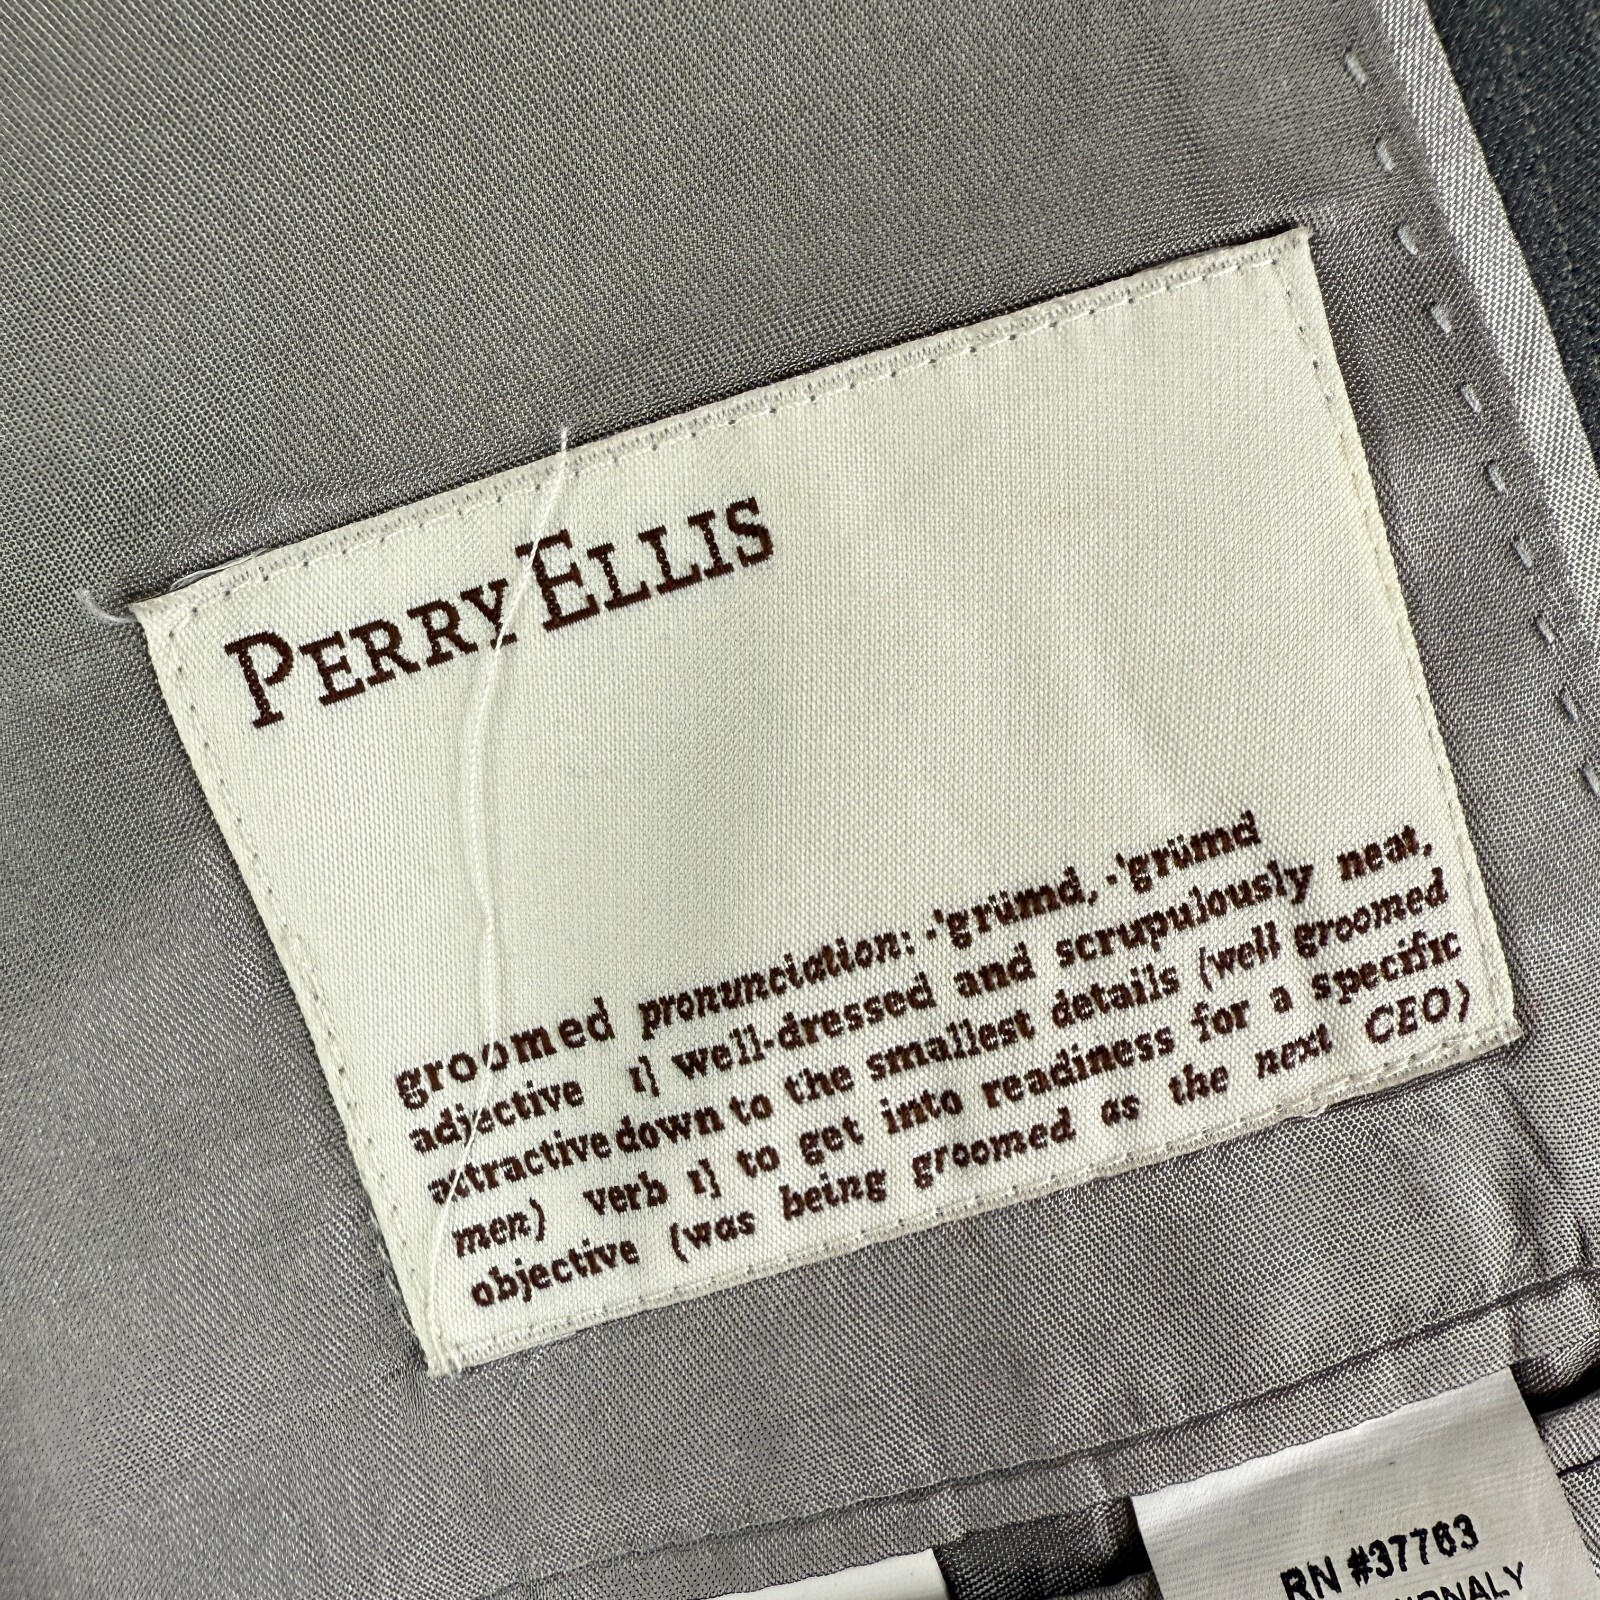 PERRY ELLIS
groomed pronunciation: -'grümd, -'grümd
adjective 1} well-dressed and scrupulously neat,
attractive down to the smallest details (well groomed
men) verb 1} to get into readiness for a specific
objective (was being groomed as the next CEO)
RN #37763